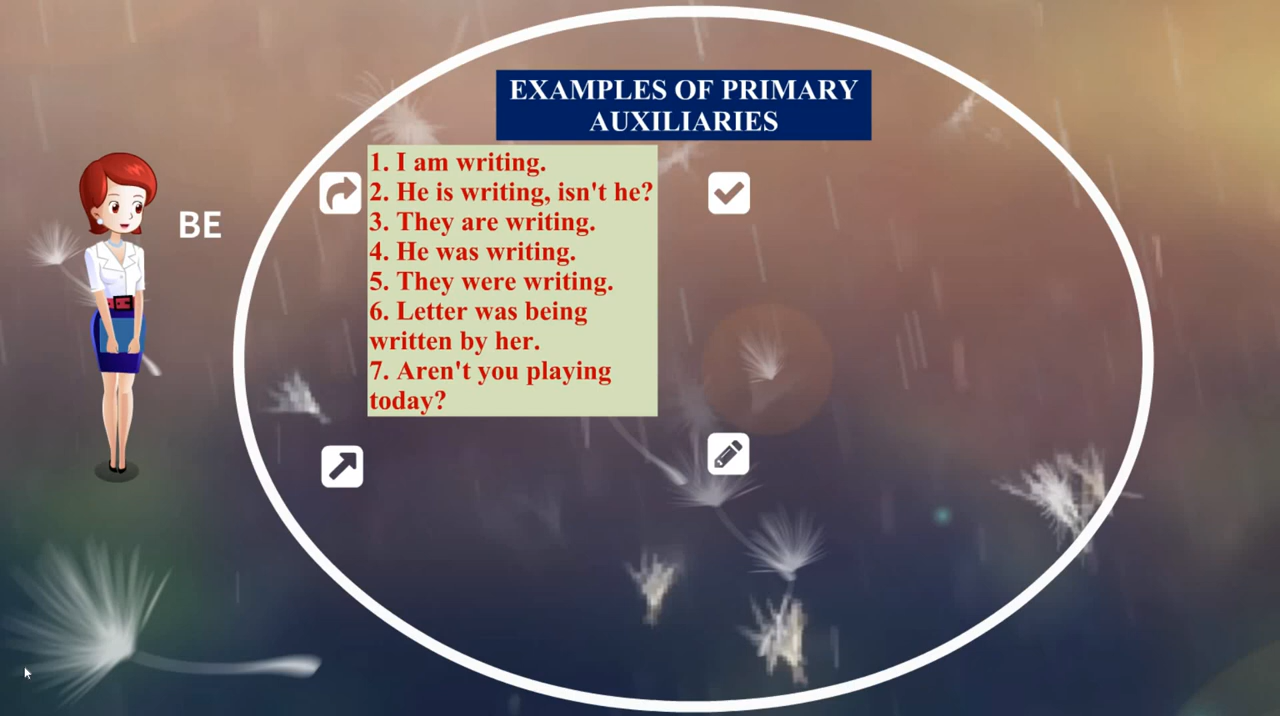 EXAMPLES OF PRIMARY
AUXILIARIES
BE
1. I am writing.
2. He is writing, isn't he?
3. They are writing.
4. He was writing.
5. They were writing.
6. Letter was being
written by her.
7. Aren't you playing
today?